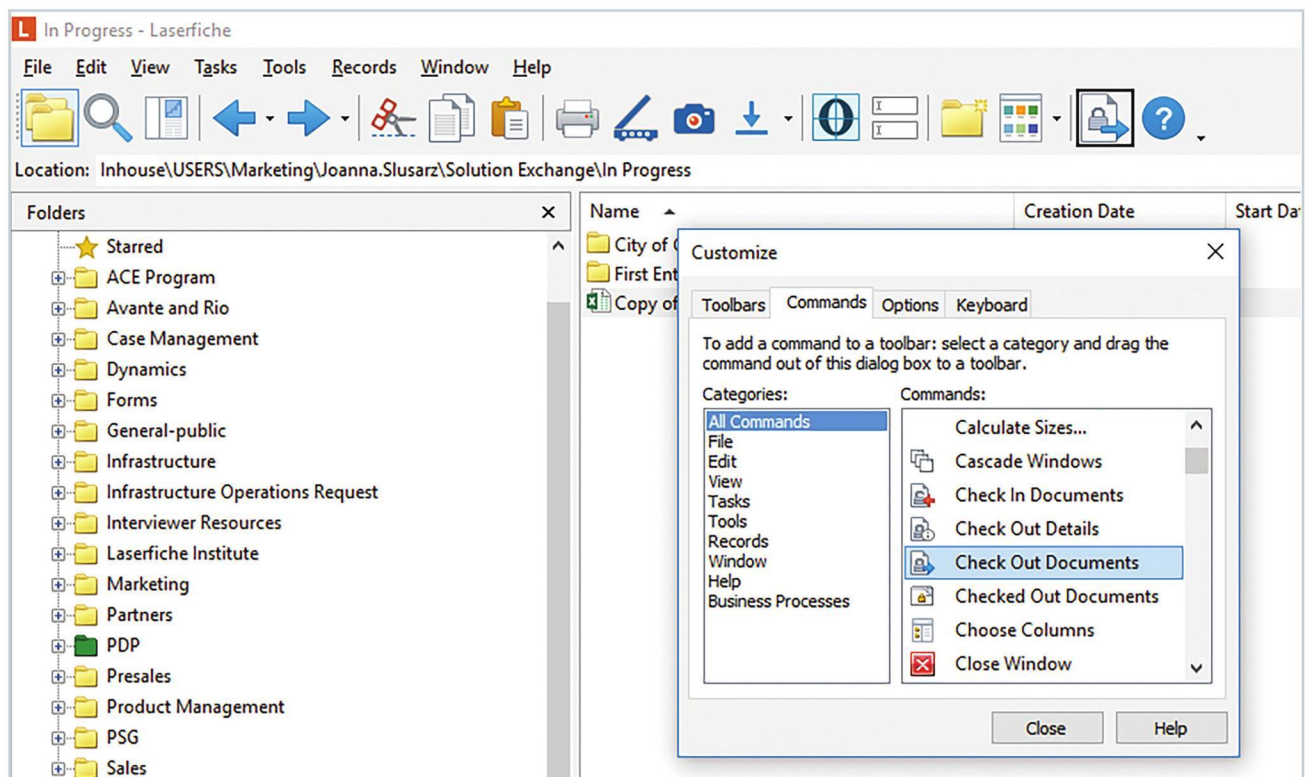 L In Progress - Laserfiche
File Edit View Tasks Tools Records Window Help
Location: Inhouse\USERS\Marketing\Joanna.Slusarz\Solution Exchange\In Progress
Folders
Starred
ACE Program
Avante and Rio
Case Management
Dynamics
Forms
General-public
Infrastructure
Infrastructure Operations Request
Interviewer Resources
Laserfiche Institute
Marketing
Partners
PDP
Presales
Product Management
PSG
Sales
Name Creation Date Start Da
City of
First Ent
Copy of
Customize
Toolbars Commands Options Keyboard
To add a command to a toolbar: select a category and drag the
command out of this dialog box to a toolbar.
Categories:
All Commands
File
Edit
View
Tasks
Tools
Records
Window
Help
Business Processes
Commands:
Calculate Sizes...
Cascade Windows
Check In Documents
Check Out Details
Check Out Documents
Checked Out Documents
Choose Columns
Close Window
Close Help